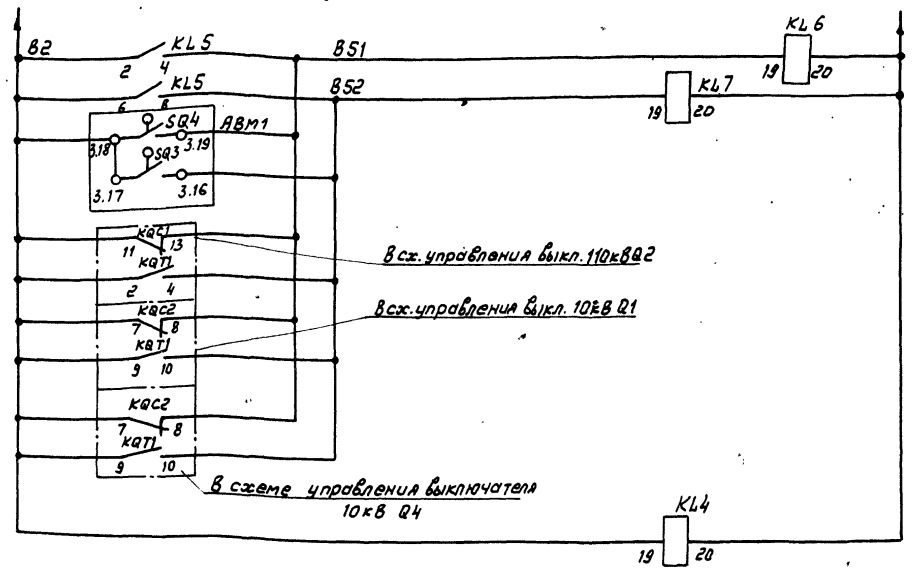 KL6
B2 KL5 B51
2 4 19 20
KL5 B52 KL7
6 8 19 20
SQ4 АВМ1
3.18 3.19
SQ3
3.17 3.16
KQC1
11 13
В сх. управления выкл. 110кВ Q2
KQT1
2 4
KQC2
В сх. управления выкл. 10кВ Q1
7 8
KQT1
9 10
KQC2
7 8
KQT1
9 10
В схеме управления выключателя
10кВ Q4
KL4
19 20